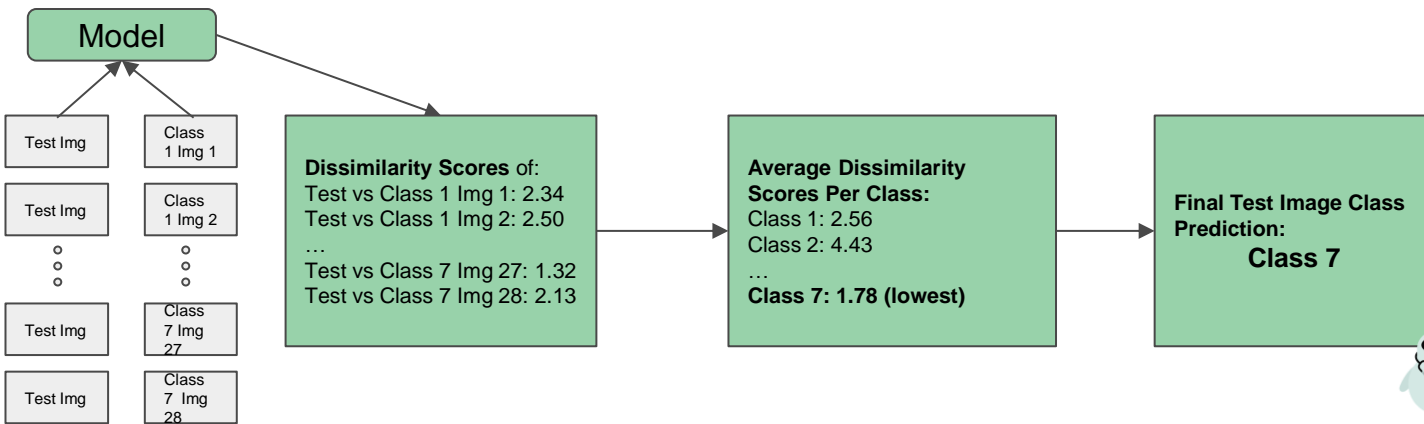 Model
Test Img
Class
1 Img 1
Test Img
Class
1 Img 2
Test Img
Class
7 Img
27
Test Img
Class
7 Img
28
Dissimilarity Scores of:
Test vs Class 1 Img 1: 2.34
Test vs Class 1 Img 2: 2.50
…
Test vs Class 7 Img 27: 1.32
Test vs Class 7 Img 28: 2.13
Average Dissimilarity
Scores Per Class:
Class 1: 2.56
Class 2: 4.43
…
Class 7: 1.78 (lowest)
Final Test Image Class
Prediction:
Class 7